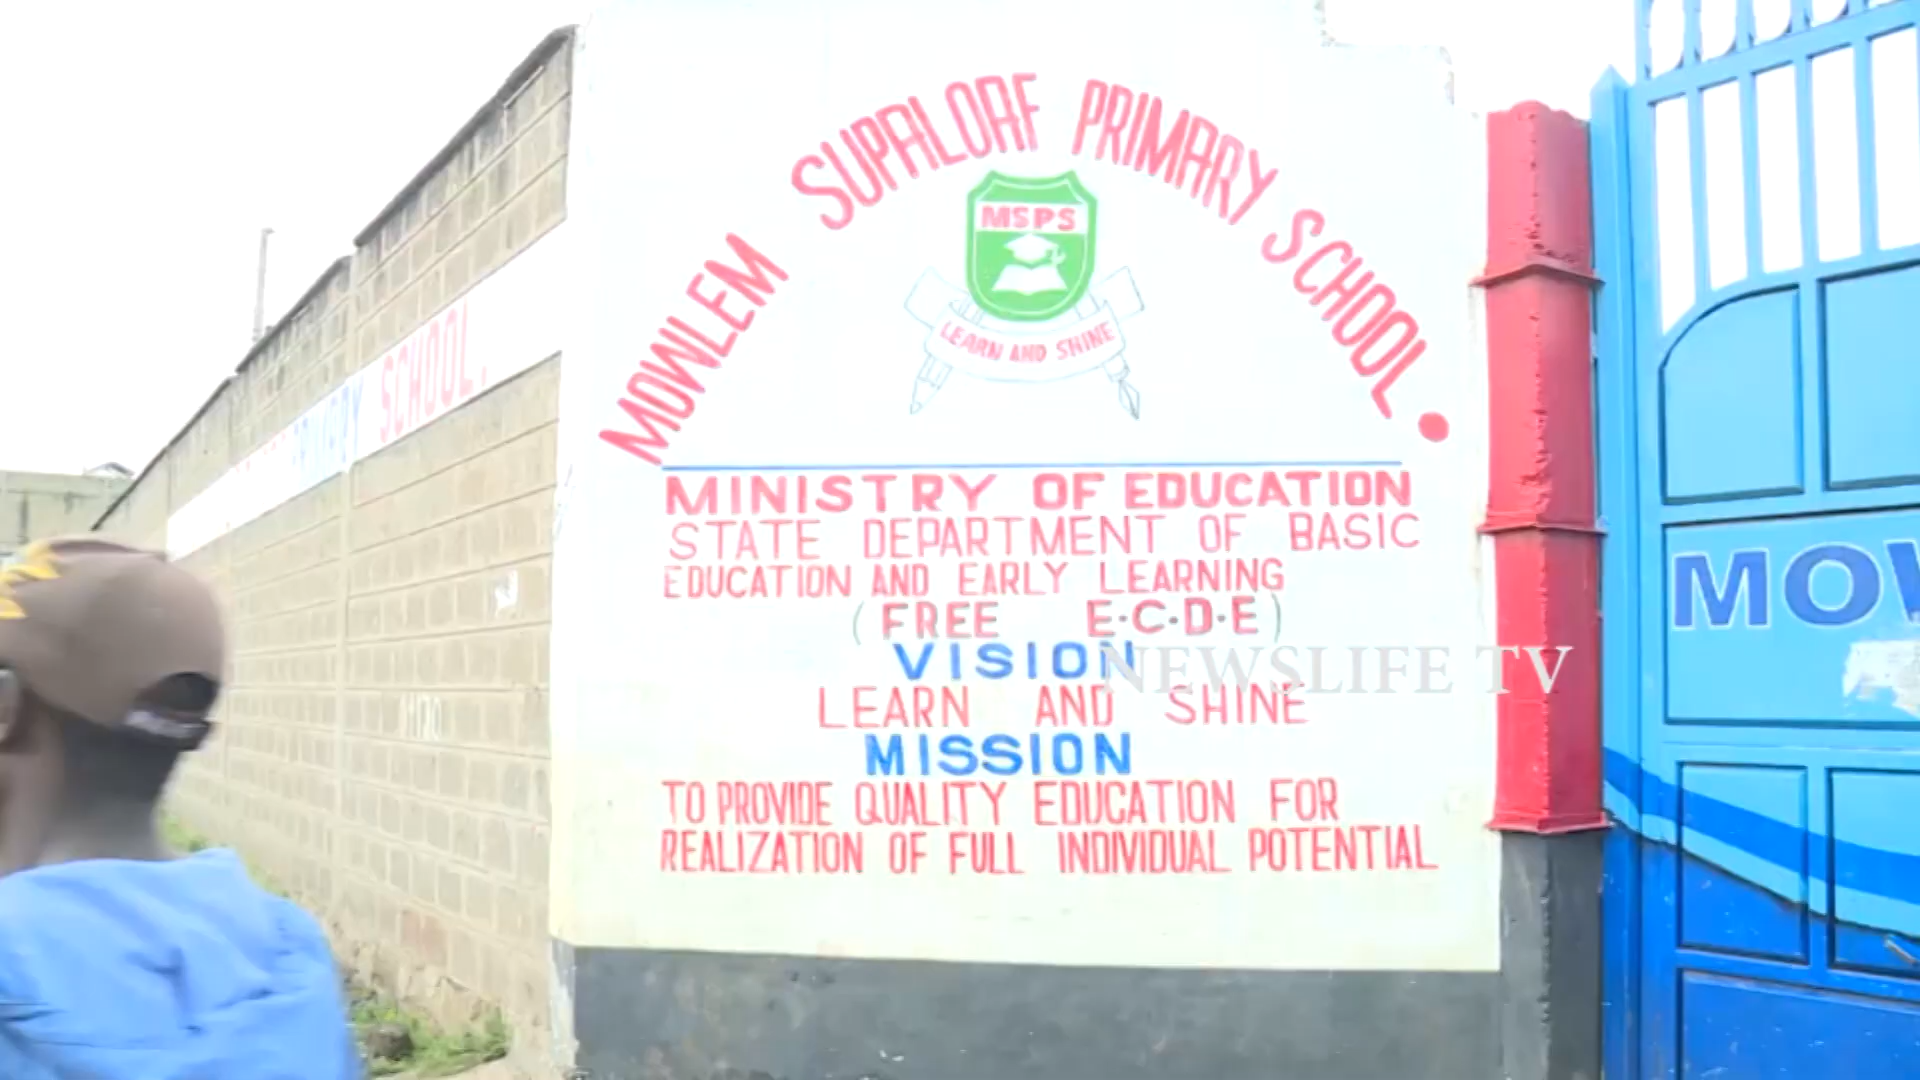 MOWLEM SUPALOAF PRIMARY SCHOOL.
MSPS
LEARN AND SHINE
MINISTRY OF EDUCATION
STATE DEPARTMENT OF BASIC
EDUCATION AND EARLY LEARNING
(FREE E.C.D.E)
VISION
LEARN AND SHINE
MISSION
TO PROVIDE QUALITY EDUCATION FOR
REALIZATION OF FULL INDIVIDUAL POTENTIAL
SCHOOL.
NEWSLIFE TV